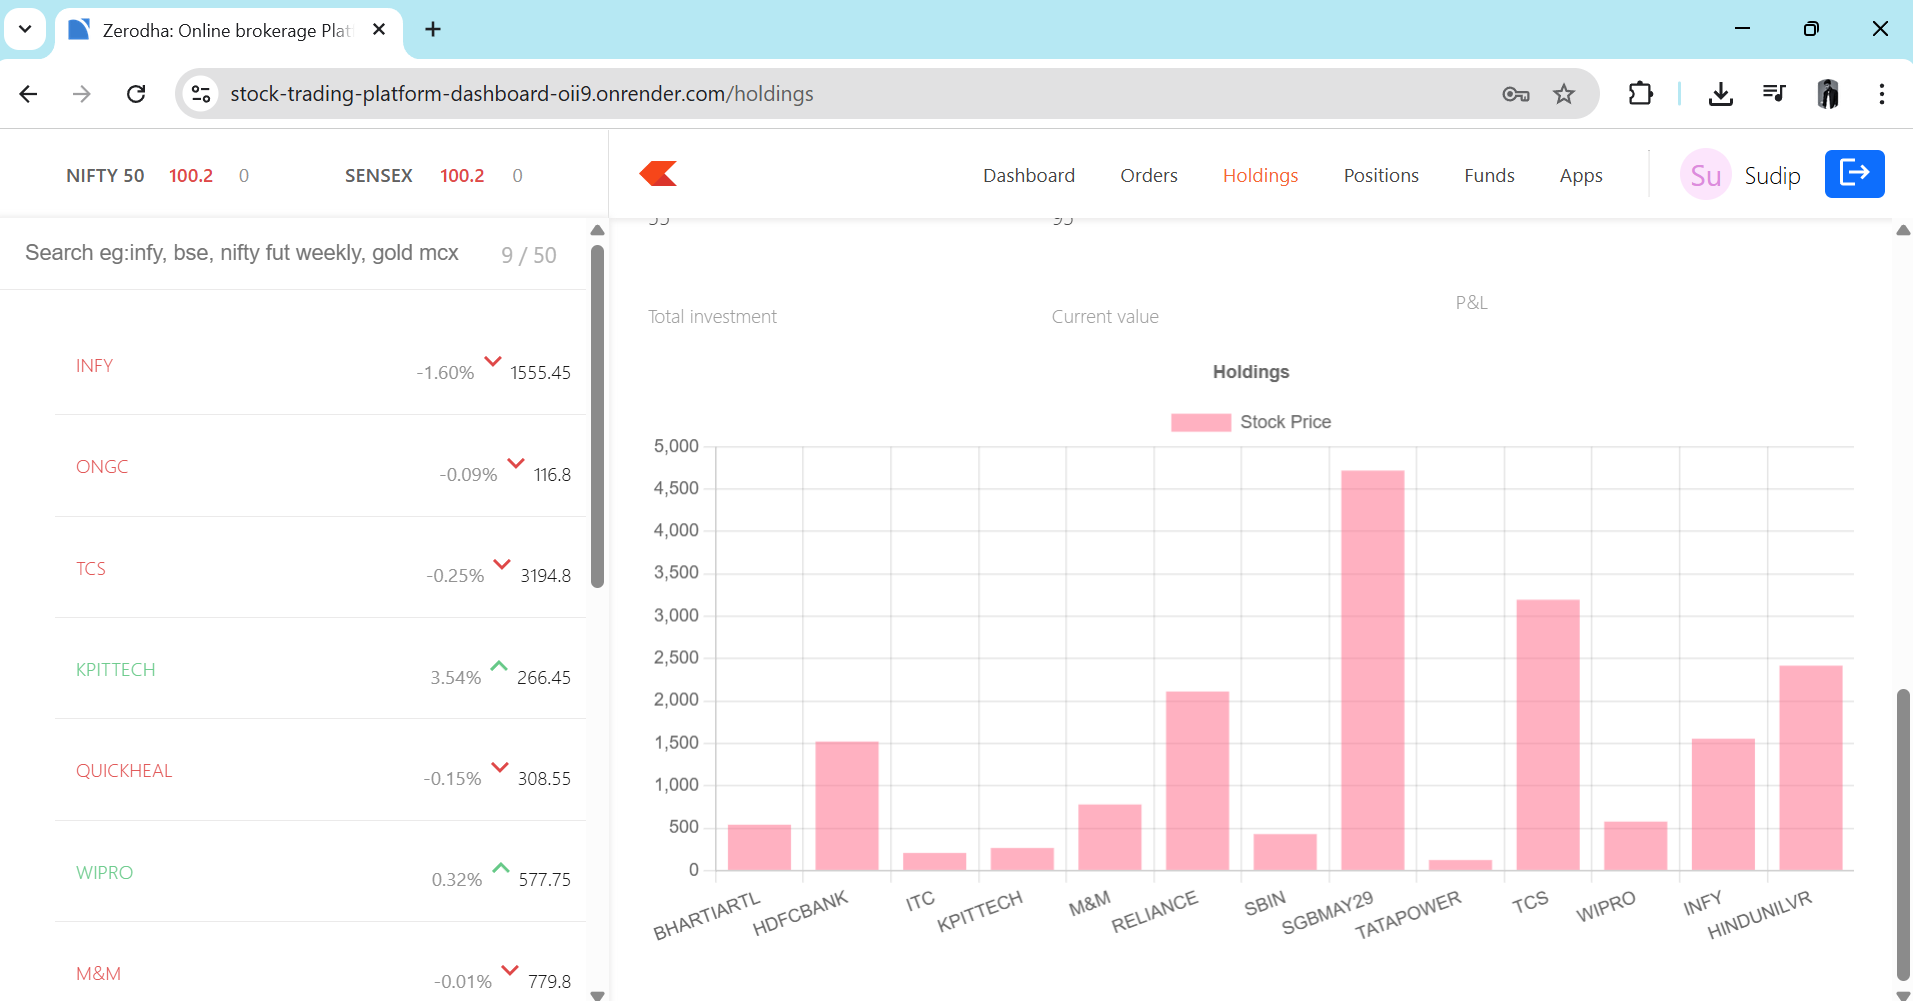 Zerodha: Online brokerage Plat
stock-trading-platform-dashboard-oii9.onrender.com/holdings
NIFTY 50 100.2 0 SENSEX 100.2 0
Dashboard Orders Holdings Positions Funds Apps Su Sudip
Search eg:infy, bse, nifty fut weekly, gold mcx 9 / 50
INFY -1.60% 1555.45
ONGC -0.09% 116.8
TCS -0.25% 3194.8
KPITTECH 3.54% 266.45
QUICKHEAL -0.15% 308.55
WIPRO 0.32% 577.75
M&M -0.01% 779.8
Total investment Current value P&L
Holdings
Stock Price
5,000
4,500
4,000
3,500
3,000
2,500
2,000
1,500
1,000
500
0
BHARTIARTL HDFCBANK ITC KPITTECH M&M RELIANCE SBIN SGBMAY29 TATAPOWER TCS WIPRO INFY HINDUNILVR